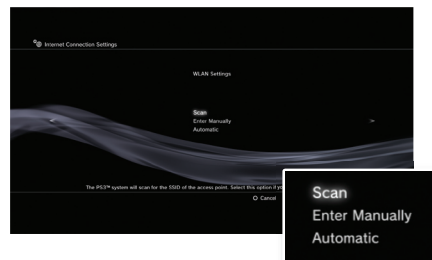 Internet Connection Settings
WLAN Settings
Scan
Enter Manually
Automatic
The PS3™ system will scan for the SSID of the access point. Select this option if
Cancel
Scan
Enter Manually
Automatic